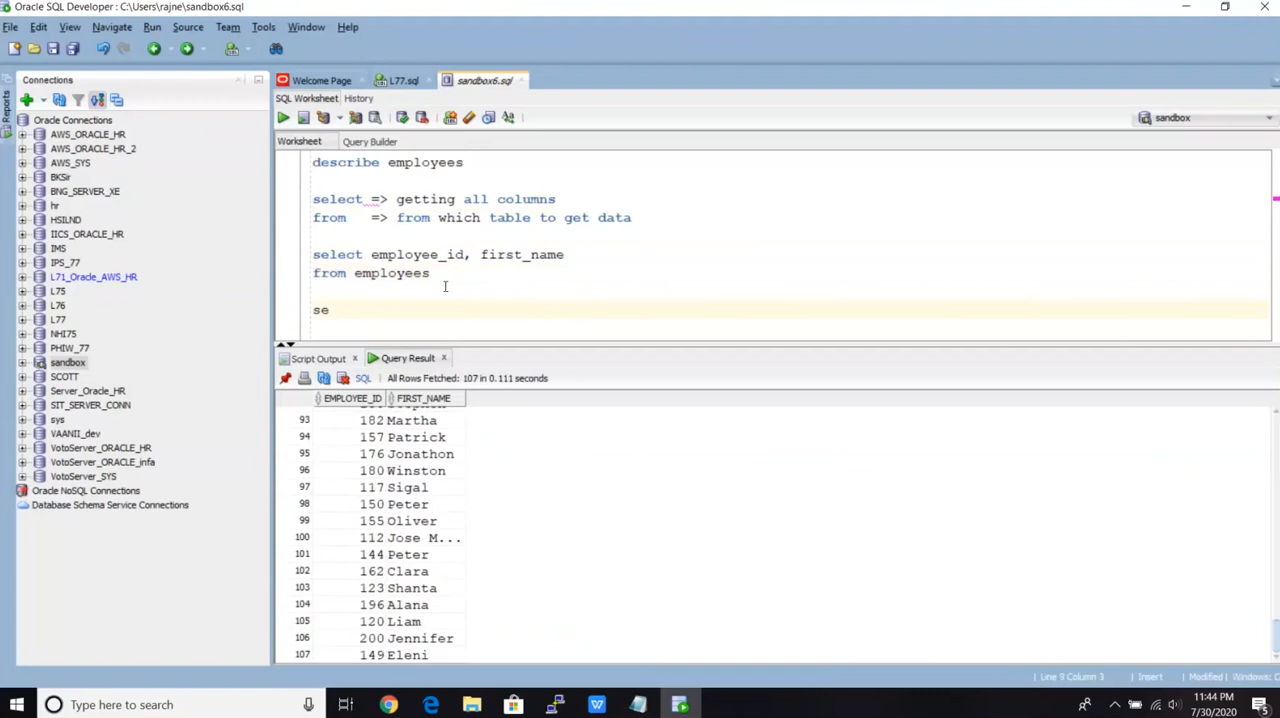 Oracle SQL Developer : C:\Users\rajne\sandbox6.sql
File Edit View Navigate Run Source Team Tools Window Help
Connections
Welcome Page L77.sql sandbox6.sql
SQL Worksheet History
sandbox
Worksheet Query Builder
Reports
Oracle Connections
AWS_ORACLE_HR
AWS_ORACLE_HR_2
AWS_SYS
BKSir
BNG_SERVER_XE
hr
HSILND
IICS_ORACLE_HR
IMS
IPS_77
L71_Oracle_AWS_HR
L75
L76
L77
NHI75
PHIW_77
sandbox
SCOTT
Server_Oracle_HR
SIT_SERVER_CONN
sys
VAANII_dev
VotoServer_ORACLE_HR
VotoServer_ORACLE_infa
VotoServer_SYS
Oracle NoSQL Connections
Database Schema Service Connections
describe employees
select => getting all columns
from => from which table to get data
select employee_id, first_name
from employees
se
Script Output Query Result
SQL All Rows Fetched: 107 in 0.111 seconds
EMPLOYEE_ID FIRST_NAME
93 182 Martha
94 157 Patrick
95 176 Jonathon
96 180 Winston
97 117 Sigal
98 150 Peter
99 155 Oliver
100 112 Jose M...
101 144 Peter
102 162 Clara
103 123 Shanta
104 196 Alana
105 120 Liam
106 200 Jennifer
107 149 Eleni
Line 9 Column 3 Insert Modified Windows: C
Type here to search
11:44 PM
7/30/2020
5